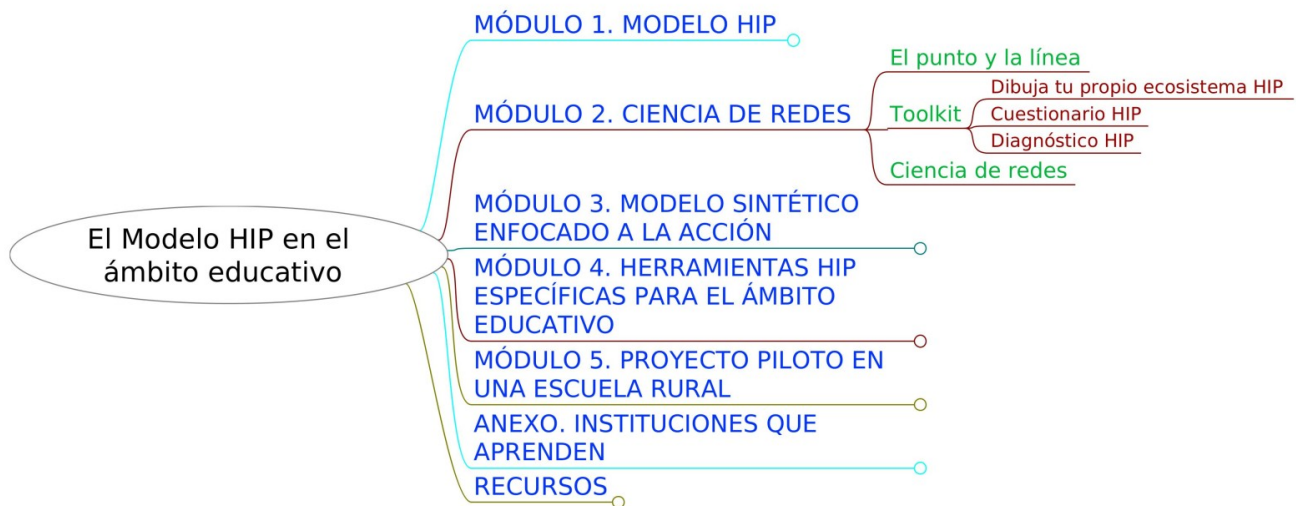 El Modelo HIP en el
ámbito educativo
MÓDULO 1. MODELO HIP
MÓDULO 2. CIENCIA DE REDES
El punto y la línea
Toolkit
Dibuja tu propio ecosistema HIP
Cuestionario HIP
Diagnóstico HIP
Ciencia de redes
MÓDULO 3. MODELO SINTÉTICO
ENFOCADO A LA ACCIÓN
MÓDULO 4. HERRAMIENTAS HIP
ESPECÍFICAS PARA EL ÁMBITO
EDUCATIVO
MÓDULO 5. PROYECTO PILOTO EN
UNA ESCUELA RURAL
ANEXO. INSTITUCIONES QUE
APRENDEN
RECURSOS